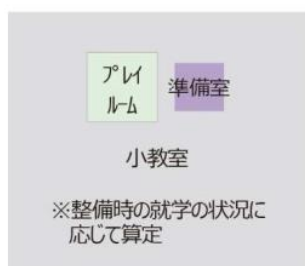 プレイ
ルーム
準備室
小教室
※整備時の就学の状況に
応じて算定